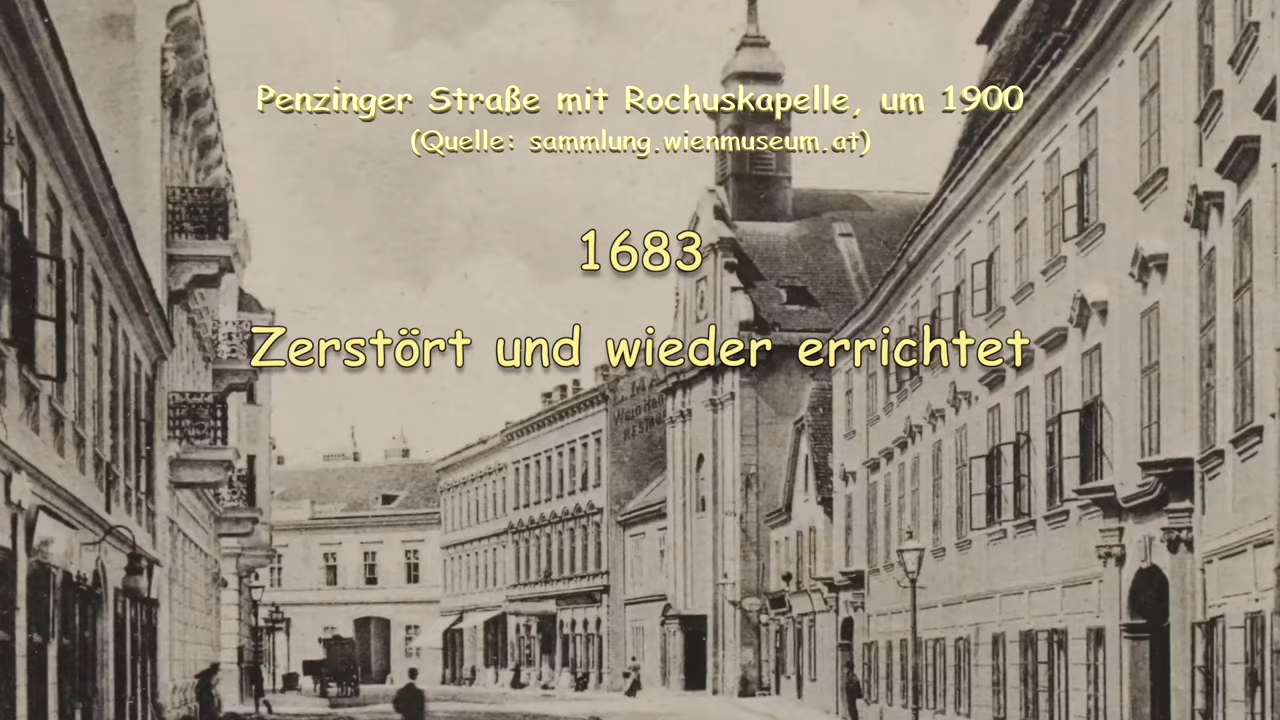 Penzinger Straße mit Rochuskapelle, um 1900
(Quelle: sammlung.wienmuseum.at)
1683
Zerstört und wieder errichtet